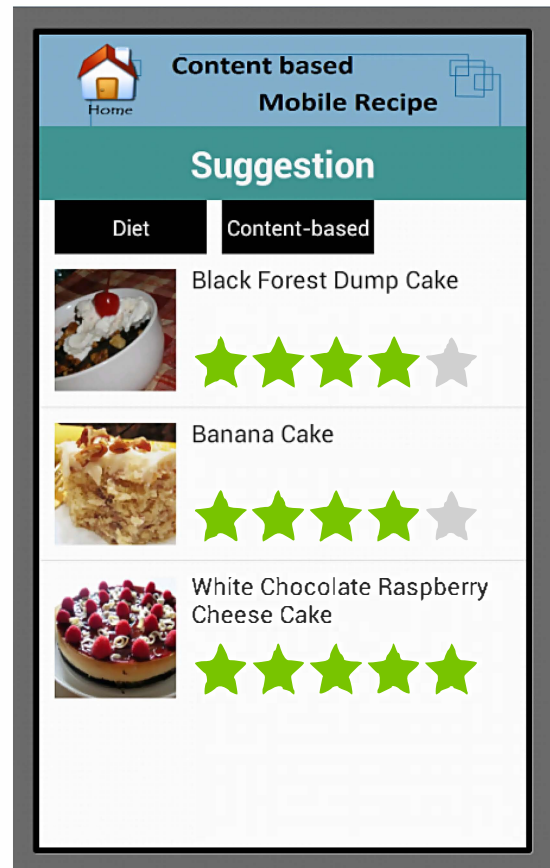 Content based
Mobile Recipe
Home
Suggestion
Diet
Content-based
Black Forest Dump Cake
Banana Cake
White Chocolate Raspberry
Cheese Cake